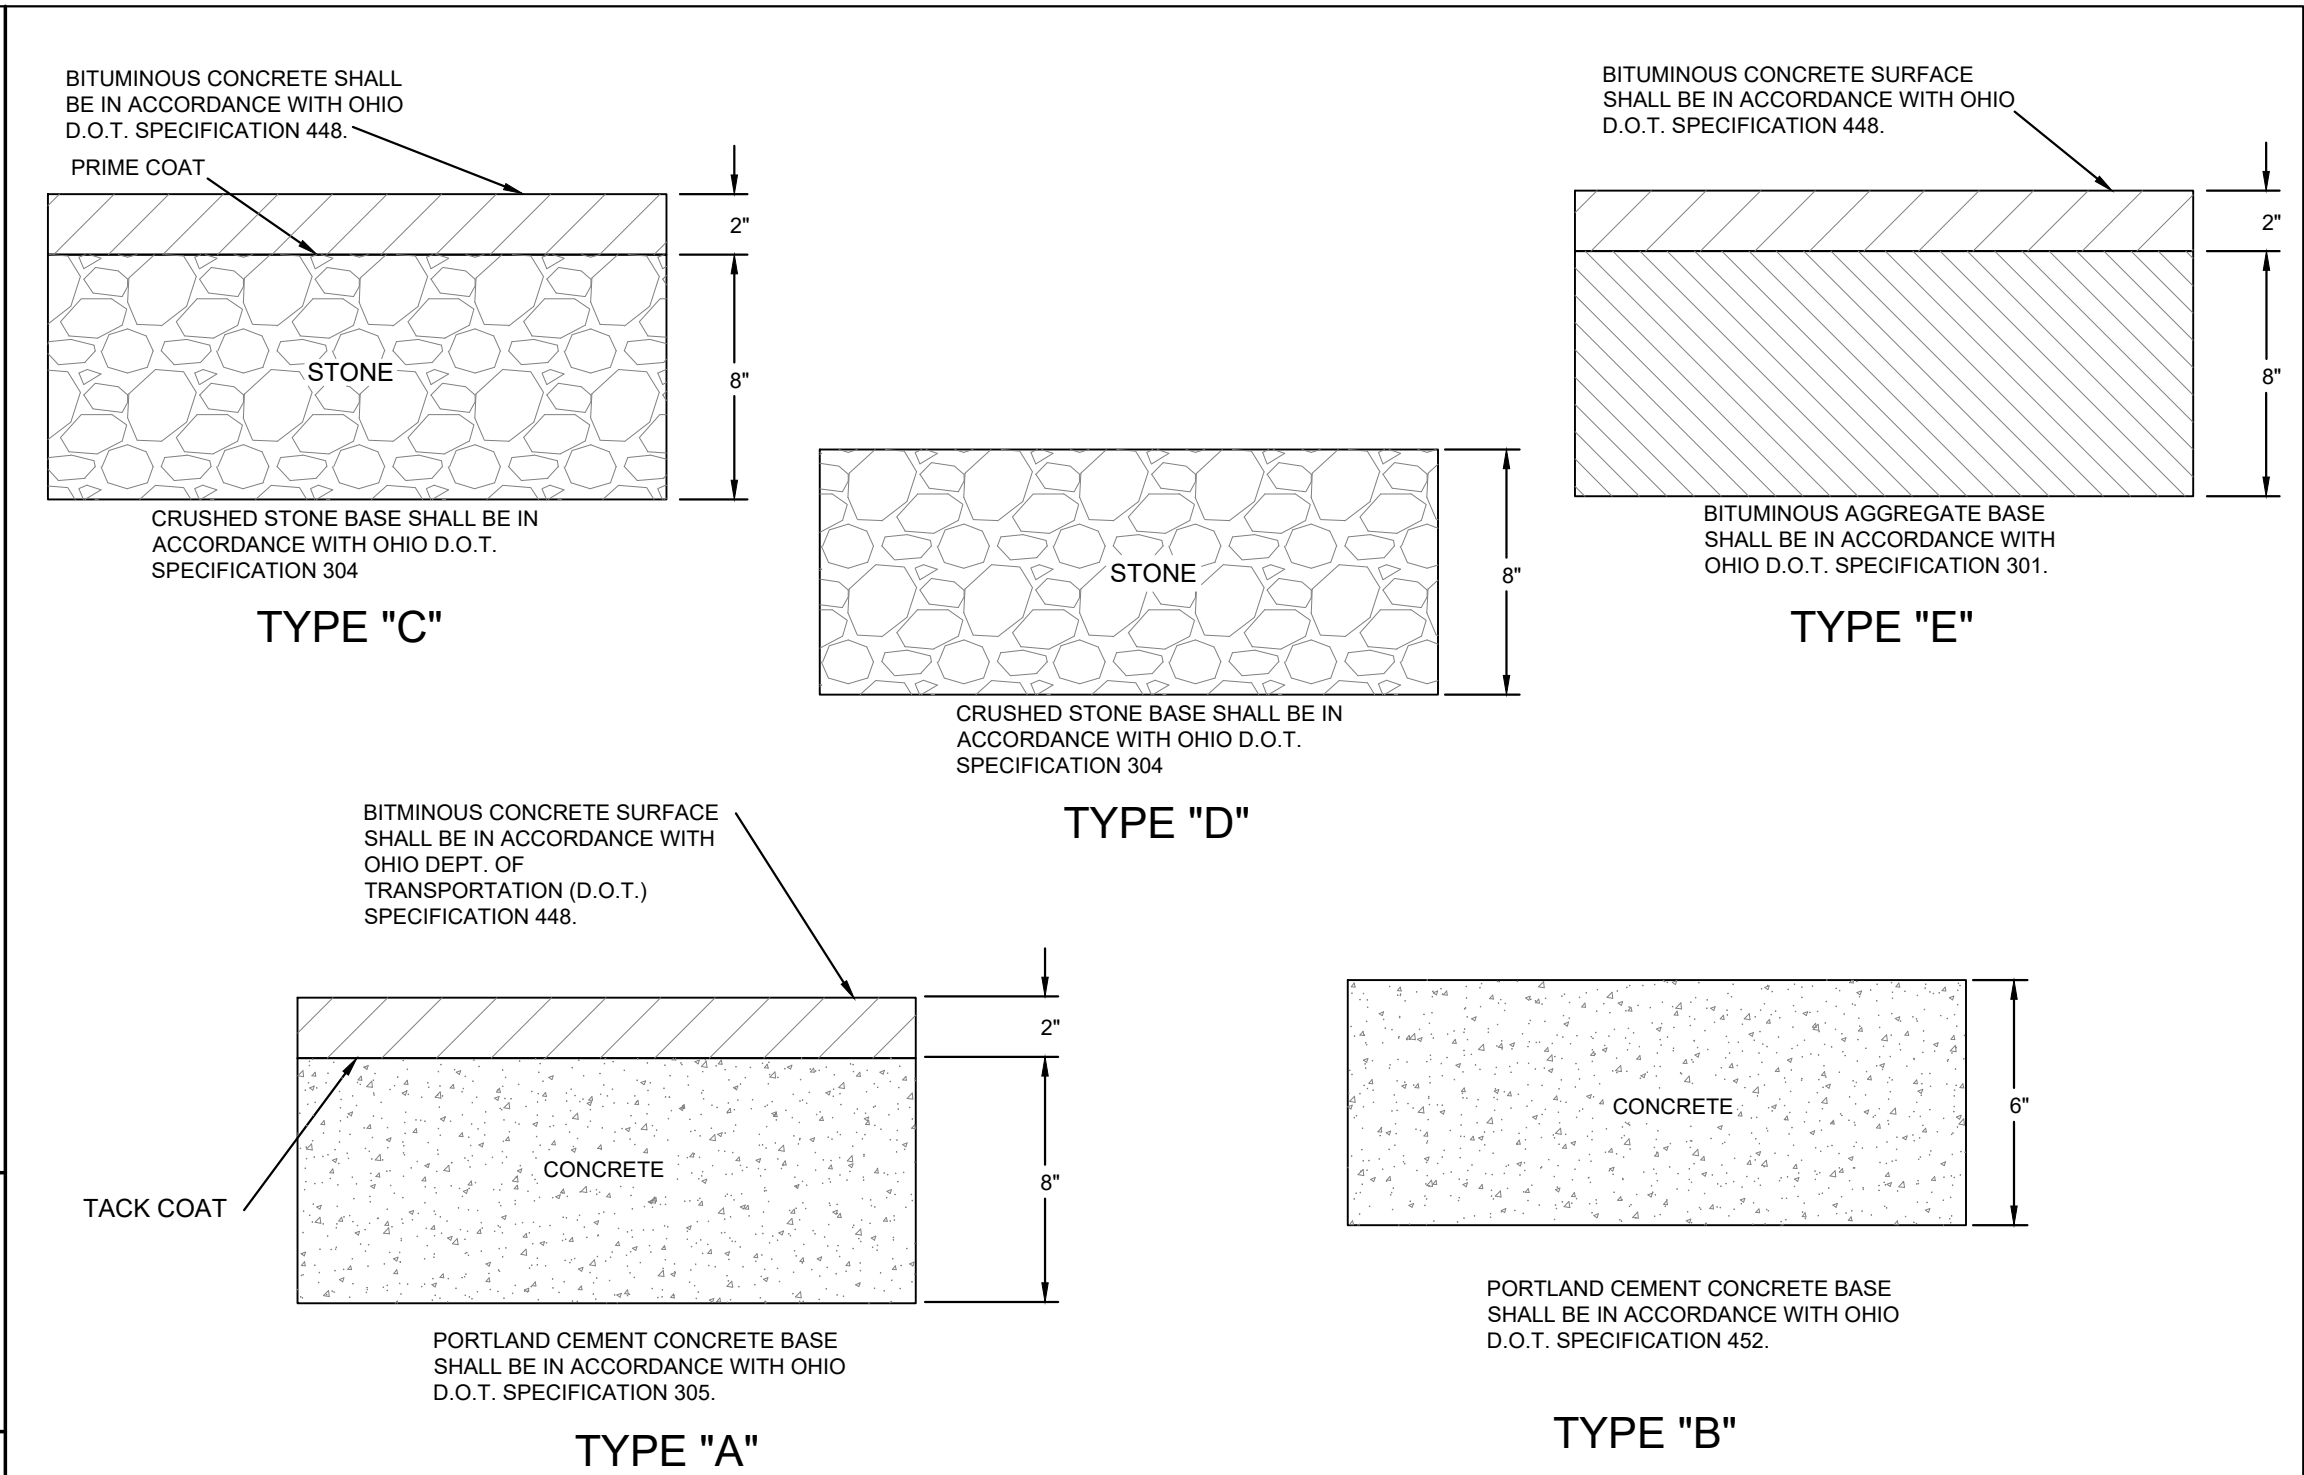 BITUMINOUS CONCRETE SHALL
BE IN ACCORDANCE WITH OHIO
D.O.T. SPECIFICATION 448.
PRIME COAT
2"
8"
STONE
CRUSHED STONE BASE SHALL BE IN
ACCORDANCE WITH OHIO D.O.T.
SPECIFICATION 304
TYPE "C"
BITUMINOUS CONCRETE SURFACE
SHALL BE IN ACCORDANCE WITH OHIO
D.O.T. SPECIFICATION 448.
2"
8"
BITUMINOUS AGGREGATE BASE
SHALL BE IN ACCORDANCE WITH
OHIO D.O.T. SPECIFICATION 301.
TYPE "E"
STONE
8"
CRUSHED STONE BASE SHALL BE IN
ACCORDANCE WITH OHIO D.O.T.
SPECIFICATION 304
TYPE "D"
BITMINOUS CONCRETE SURFACE
SHALL BE IN ACCORDANCE WITH
OHIO DEPT. OF
TRANSPORTATION (D.O.T.)
SPECIFICATION 448.
2"
8"
CONCRETE
TACK COAT
PORTLAND CEMENT CONCRETE BASE
SHALL BE IN ACCORDANCE WITH OHIO
D.O.T. SPECIFICATION 305.
TYPE "A"
CONCRETE
6"
PORTLAND CEMENT CONCRETE BASE
SHALL BE IN ACCORDANCE WITH OHIO
D.O.T. SPECIFICATION 452.
TYPE "B"